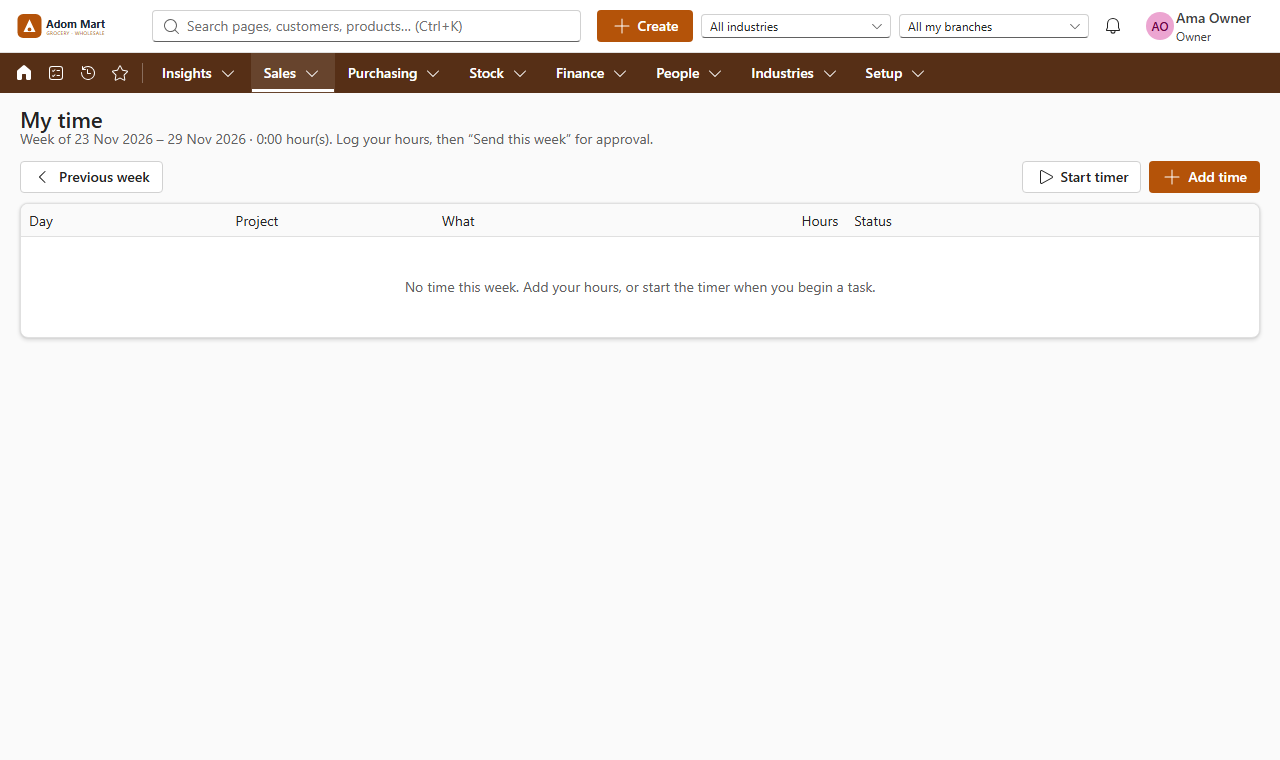 Adom Mart
GROCERY · WHOLESALE
Search pages, customers, products... (Ctrl+K)
Create
All industries
All my branches
AO
Ama Owner
Owner
Insights
Sales
Purchasing
Stock
Finance
People
Industries
Setup
My time
Week of 23 Nov 2026 – 29 Nov 2026 · 0:00 hour(s). Log your hours, then “Send this week” for approval.
Previous week
Start timer
Add time
Day Project What Hours Status
No time this week. Add your hours, or start the timer when you begin a task.